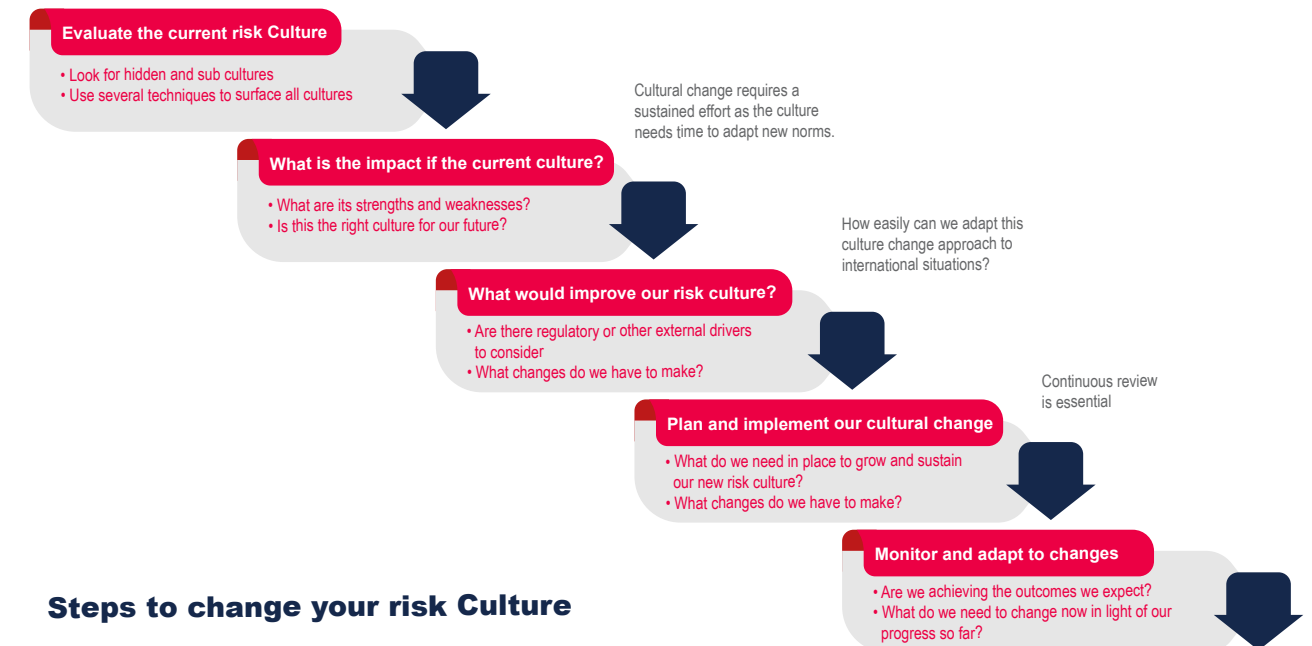 Evaluate the current risk Culture
• Look for hidden and sub cultures
• Use several techniques to surface all cultures
Cultural change requires a
sustained effort as the culture
needs time to adapt new norms.
What is the impact if the current culture?
• What are its strengths and weaknesses?
• Is this the right culture for our future?
How easily can we adapt this
culture change approach to
international situations?
What would improve our risk culture?
• Are there regulatory or other external drivers
to consider
• What changes do we have to make?
Continuous review
is essential
Plan and implement our cultural change
• What do we need in place to grow and sustain
our new risk culture?
• What changes do we have to make?
Monitor and adapt to changes
• Are we achieving the outcomes we expect?
• What do we need to change now in light of our
progress so far?
Steps to change your risk Culture